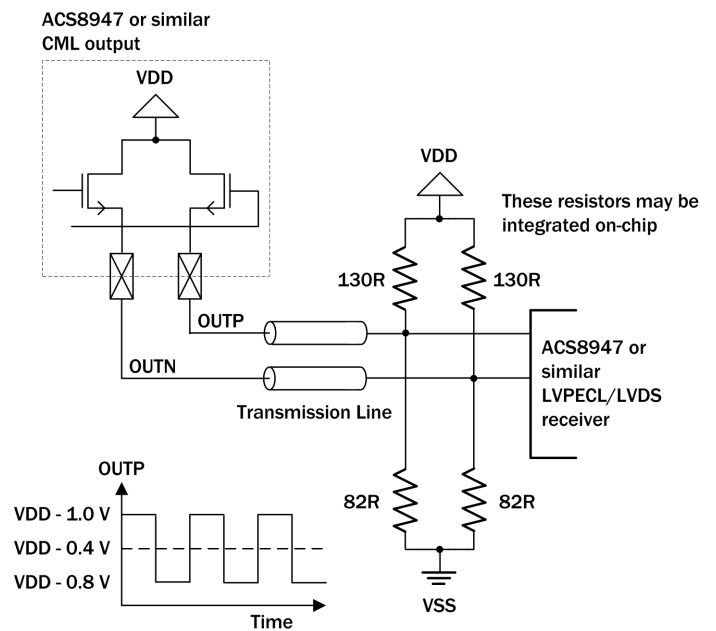 ACS8947 or similar
CML output
VDD
VDD
These resistors may be
integrated on-chip
130R
130R
OUTP
OUTN
Transmission Line
ACS8947 or
similar
LVPECL/LVDS
receiver
82R
82R
VSS
OUTP
VDD - 1.0 V
VDD - 0.4 V
VDD - 0.8 V
Time